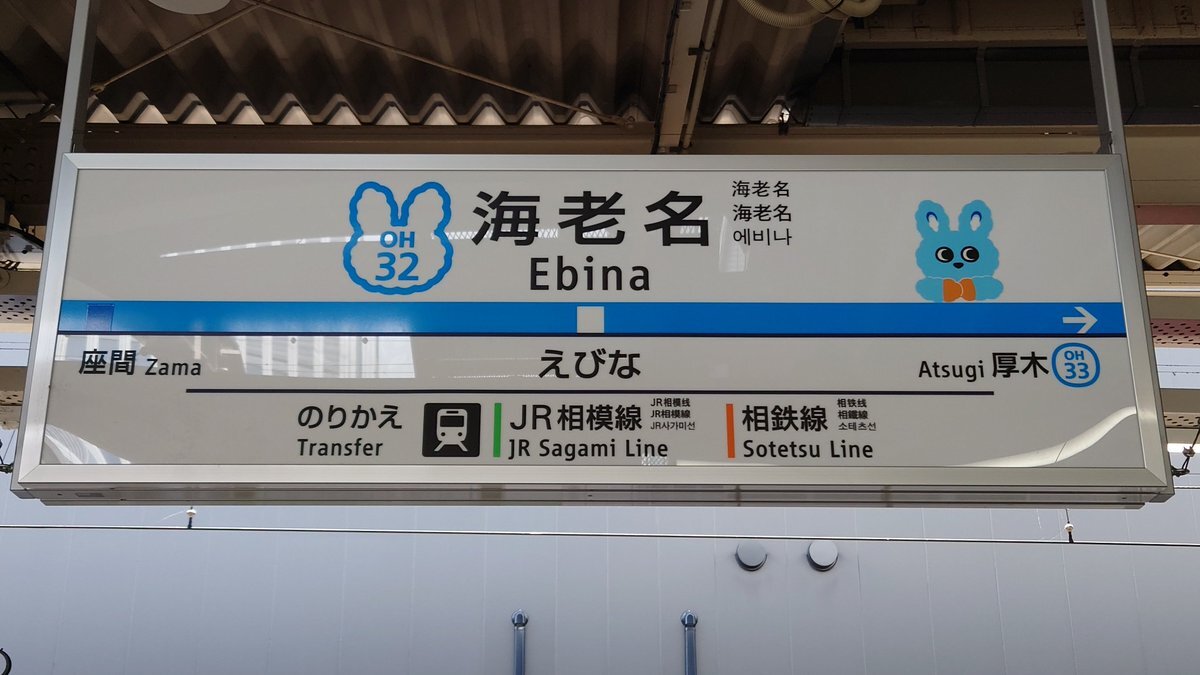 OH
32
海老名
海老名
海老名
에비나
Ebina
座間 Zama
えびな
Atsugi 厚木
OH
33
のりかえ
Transfer
JR相模線
JR相模线
JR相模線
JR사가미선
JR Sagami Line
相鉄線
相铁线
相鐵線
소테츠선
Sotetsu Line